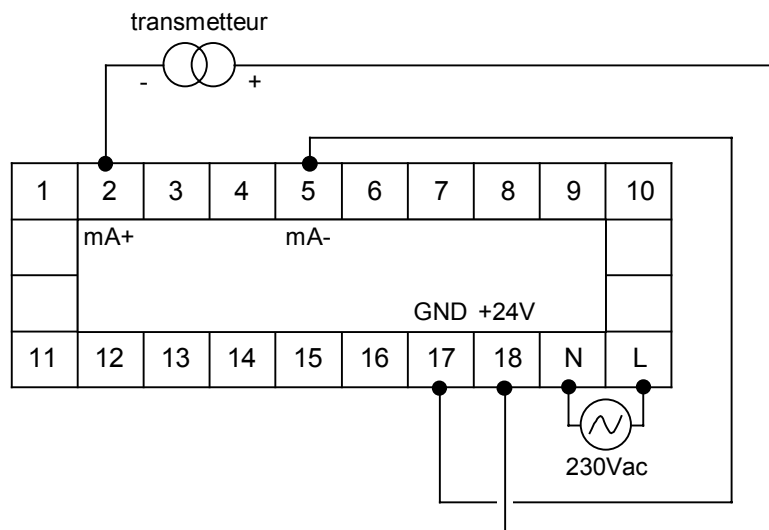 transmetteur
- +
1 2 3 4 5 6 7 8 9 10
mA+ mA-
GND +24V
11 12 13 14 15 16 17 18 N L
230Vac